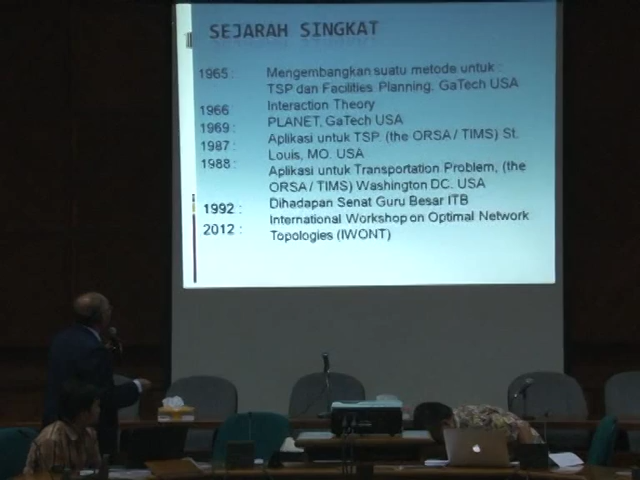 SEJARAH SINGKAT
1965 : Mengembangkan suatu metode untuk :
TSP dan Facilities Planning. GaTech USA
1966 Interaction Theory
1969 : PLANET, GaTech USA
1987 : Aplikasi untuk TSP. (the ORSA / TIMS) St.
Louis, MO. USA
1988 : Aplikasi untuk Transportation Problem, (the
ORSA / TIMS) Washington DC. USA
1992 : Dihadapan Senat Guru Besar ITB
2012 : International Workshop on Optimal Network
Topologies (IWONT)